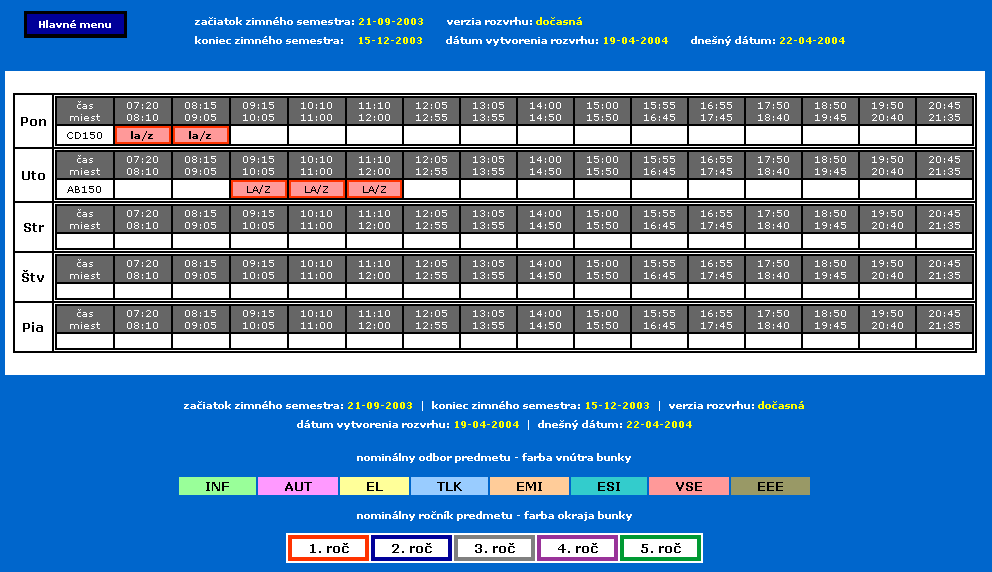 Hlavné menu
začiatok zimného semestra: 21-09-2003 verzia rozvrhu: dočasná
koniec zimného semestra: 15-12-2003 dátum vytvorenia rozvrhu: 19-04-2004 dnešný dátum: 22-04-2004
Pon
čas 07:20 08:15 09:15 10:10 11:10 12:05 13:05 14:00 15:00 15:55 16:55 17:50 18:50 19:50 20:45
miest 08:10 09:05 10:05 11:00 12:00 12:55 13:55 14:50 15:50 16:45 17:45 18:40 19:45 20:40 21:35
CD150 la/z la/z
Uto
čas 07:20 08:15 09:15 10:10 11:10 12:05 13:05 14:00 15:00 15:55 16:55 17:50 18:50 19:50 20:45
miest 08:10 09:05 10:05 11:00 12:00 12:55 13:55 14:50 15:50 16:45 17:45 18:40 19:45 20:40 21:35
AB150 LA/Z LA/Z LA/Z
Str
čas 07:20 08:15 09:15 10:10 11:10 12:05 13:05 14:00 15:00 15:55 16:55 17:50 18:50 19:50 20:45
miest 08:10 09:05 10:05 11:00 12:00 12:55 13:55 14:50 15:50 16:45 17:45 18:40 19:45 20:40 21:35
Štv
čas 07:20 08:15 09:15 10:10 11:10 12:05 13:05 14:00 15:00 15:55 16:55 17:50 18:50 19:50 20:45
miest 08:10 09:05 10:05 11:00 12:00 12:55 13:55 14:50 15:50 16:45 17:45 18:40 19:45 20:40 21:35
Pia
čas 07:20 08:15 09:15 10:10 11:10 12:05 13:05 14:00 15:00 15:55 16:55 17:50 18:50 19:50 20:45
miest 08:10 09:05 10:05 11:00 12:00 12:55 13:55 14:50 15:50 16:45 17:45 18:40 19:45 20:40 21:35
začiatok zimného semestra: 21-09-2003 | koniec zimného semestra: 15-12-2003 | verzia rozvrhu: dočasná
dátum vytvorenia rozvrhu: 19-04-2004 | dnešný dátum: 22-04-2004
nominálny odbor predmetu - farba vnútra bunky
INF AUT EL TLK EMI ESI VSE EEE
nominálny ročník predmetu - farba okraja bunky
1. roč 2. roč 3. roč 4. roč 5. roč